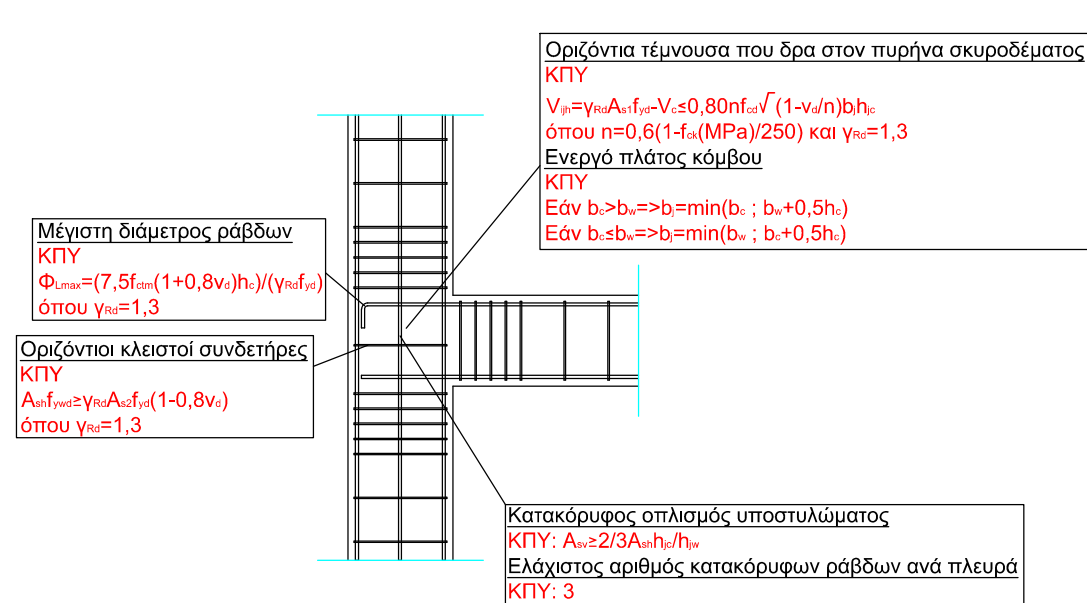 Οριζόντια τέμνουσα που δρα στον πυρήνα σκυροδέματος
ΚΠΥ
Vijh=γRdAs1fyd-Vc≤0,80nfcd√(1-vd/n)bjhjc
όπου n=0,6(1-fck(MPa)/250) και γRd=1,3
Ενεργό πλάτος κόμβου
ΚΠΥ
Εάν bc>bw=>bj=min(bc ; bw+0,5hc)
Εάν bc≤bw=>bj=min(bw ; bc+0,5hc)
Μέγιστη διάμετρος ράβδων
ΚΠΥ
ΦLmax=(7,5fctm(1+0,8vd)hc)/(γRdfyd)
όπου γRd=1,3
Οριζόντιοι κλειστοί συνδετήρες
ΚΠΥ
Ashfywd≥γRdAs2fyd(1-0,8vd)
όπου γRd=1,3
Κατακόρυφος οπλισμός υποστυλώματος
ΚΠΥ: Asv≥2/3Ashhjc/hjw
Ελάχιστος αριθμός κατακόρυφων ράβδων ανά πλευρά
ΚΠΥ: 3